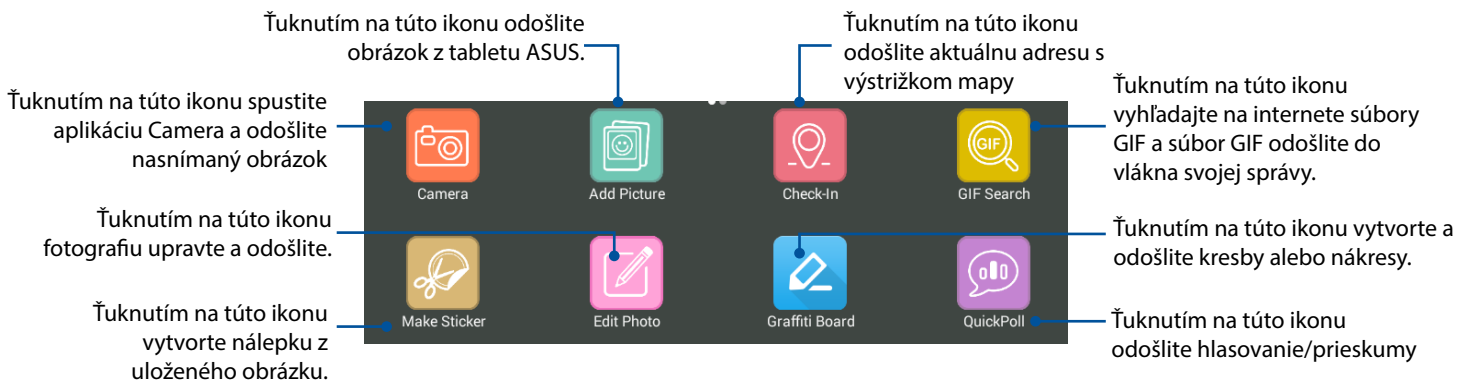 Ťuknutím na túto ikonu odošlite
obrázok z tabletu ASUS.
Ťuknutím na túto ikonu
odošlite aktuálnu adresu s
výstrižkom mapy
Ťuknutím na túto ikonu spustite
aplikáciu Camera a odošlite
nasnímaný obrázok
Ťuknutím na túto ikonu
vyhľadajte na internete súbory
GIF a súbor GIF odošlite do
vlákna svojej správy.
GIF
Camera
Add Picture
Check-In
GIF Search
Ťuknutím na túto ikonu
fotografiu upravte a odošlite.
Ťuknutím na túto ikonu vytvorte a
odošlite kresby alebo nákresy.
Make Sticker
Edit Photo
Graffiti Board
QuickPoll
Ťuknutím na túto ikonu
vytvorte nálepku z
uloženého obrázku.
Ťuknutím na túto ikonu
odošlite hlasovanie/prieskumy